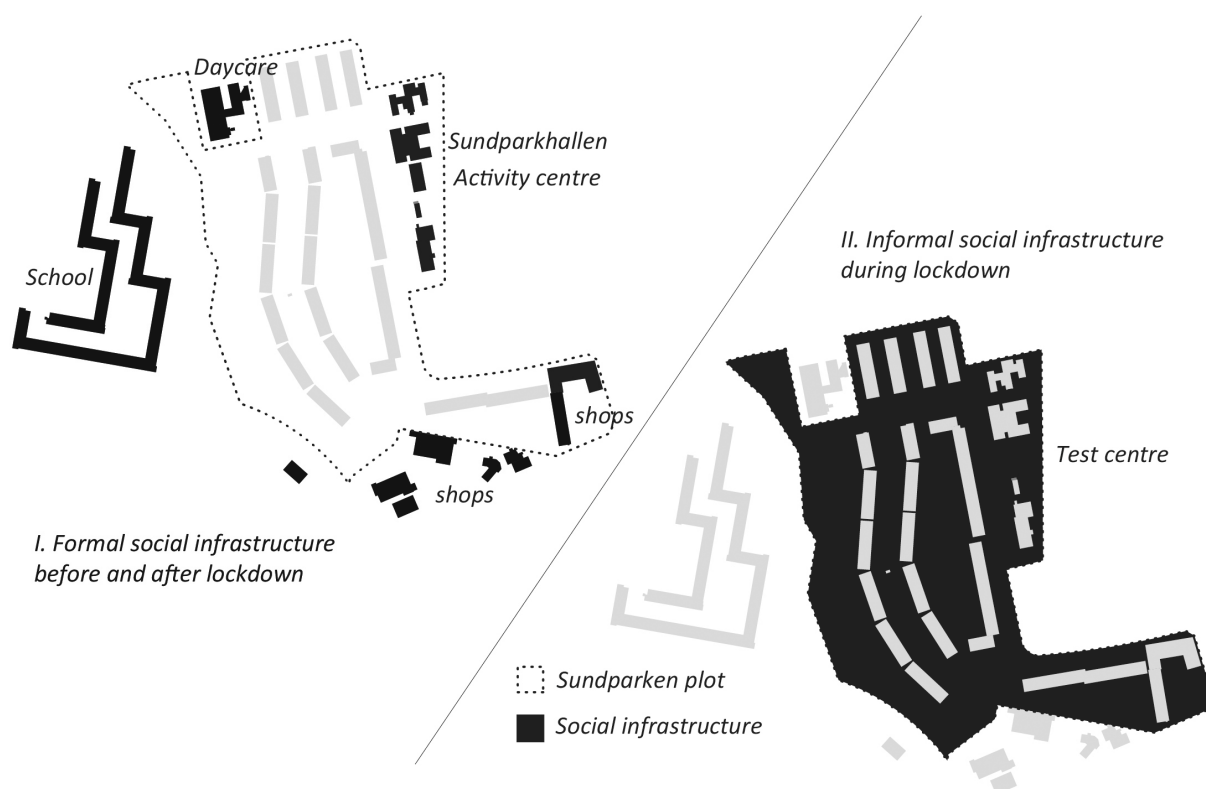 Daycare
Sundparkhallen
Activity centre
School
shops
shops
I. Formal social infrastructure
before and after lockdown
II. Informal social infrastructure
during lockdown
Test centre
Sundparken plot
Social infrastructure